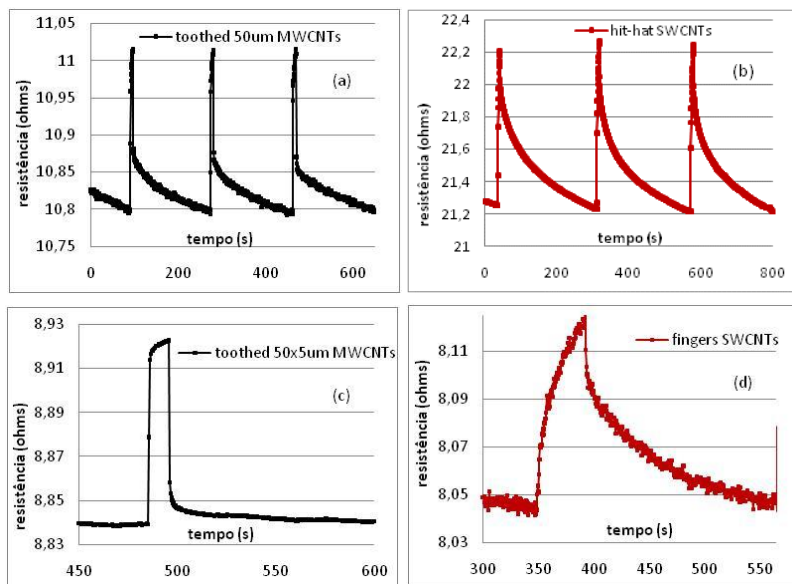 11,05
toothed 50um MWCNTs
11
(a)
10,95
10,9
10,85
10,8
10,75
resistência (ohms)
tempo (s)
0 200 400 600
22,4
hit-hat SWCNTs
22,2
(b)
22
21,8
21,6
21,4
21,2
21
resistência (ohms)
tempo (s)
0 200 400 600 800
8,93
toothed 50x5um MWCNTs
8,91
(c)
8,89
8,87
8,85
8,83
resistência (ohms)
tempo (s)
450 500 550 600
8,11
fingers SWCNTs
8,09
(d)
8,07
8,05
8,03
resistência (ohms)
tempo (s)
300 350 400 450 500 550